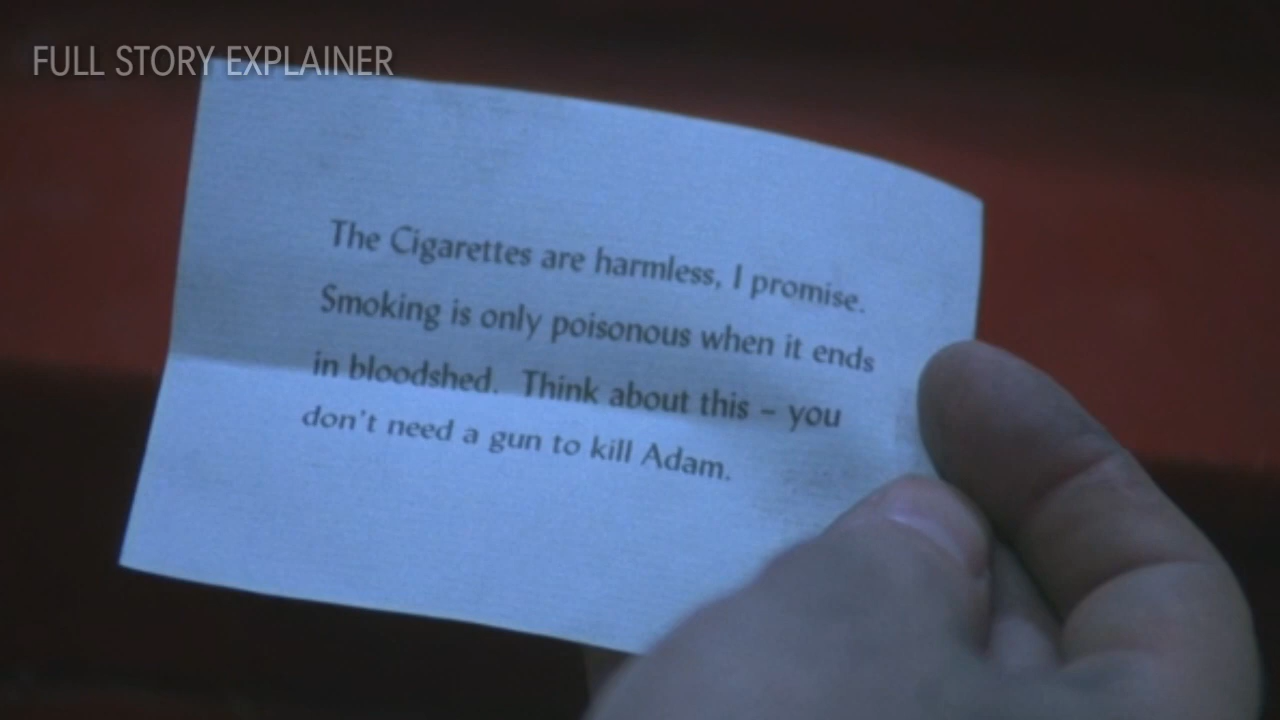 FULL STORY EXPLAINER
The Cigarettes are harmless, I promise.
Smoking is only poisonous when it ends
in bloodshed. Think about this – you
don't need a gun to kill Adam.